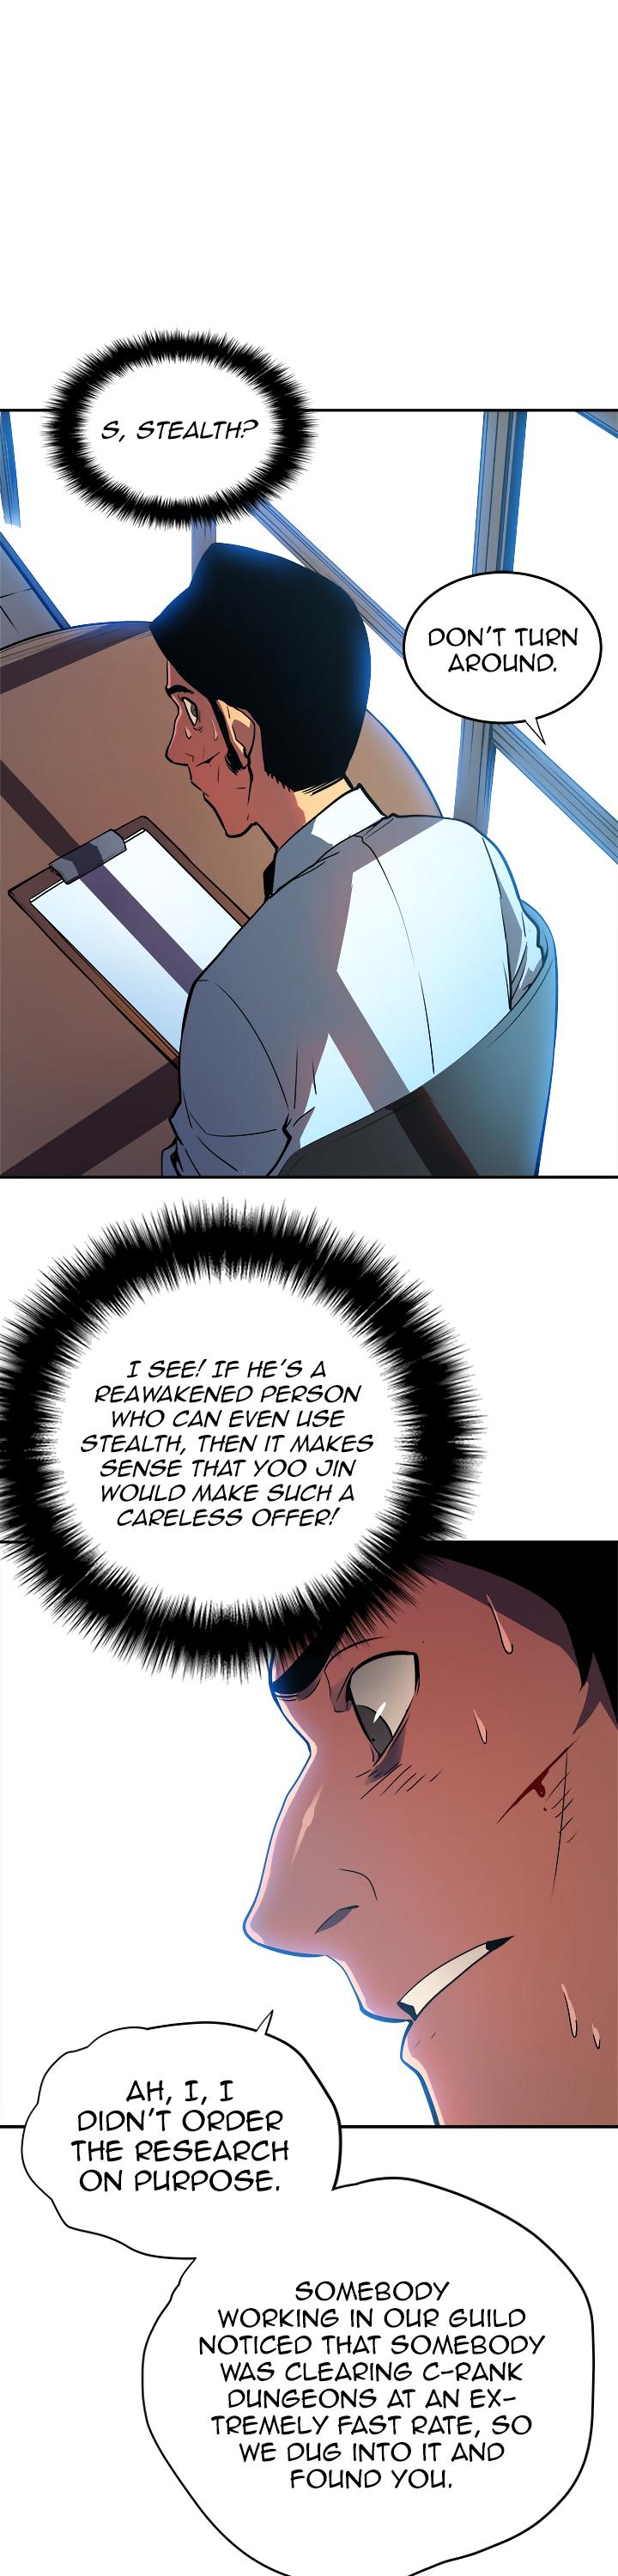 S, STEALTH?
DON'T TURN
AROUND.
I SEE! IF HE'S A
REAWAKENED PERSON
WHO CAN EVEN USE
STEALTH, THEN IT MAKES
SENSE THAT YOO JIN
WOULD MAKE SUCH A
CARELESS OFFER!
AH, I, I
DIDN'T ORDER
THE RESEARCH
ON PURPOSE.
SOMEBODY
WORKING IN OUR GUILD
NOTICED THAT SOMEBODY
WAS CLEARING C-RANK
DUNGEONS AT AN EX-
TREMELY FAST RATE, SO
WE DUG INTO IT AND
FOUND YOU.